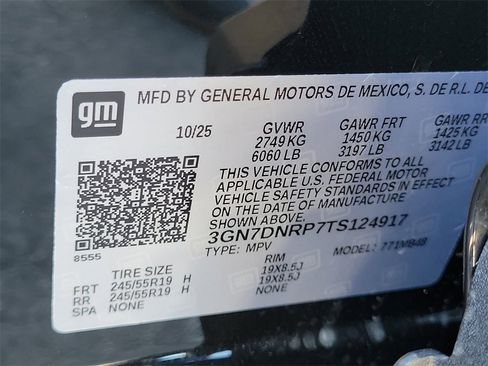 gm
MFD BY GENERAL MOTORS DE MEXICO, S. DE R.L. DE
10/25 GVWR GAWR FRT GAWR RR
2749 KG 1450 KG 1425 KG
6060 LB 3197 LB 3142 LB
THIS VEHICLE CONFORMS TO ALL
APPLICABLE U.S. FEDERAL MOTOR
VEHICLE SAFETY STANDARDS IN EFFECT
ON THE DATE OF MANUFACTURE
SHOWN ABOVE.
3GN7DNRP7TS124917
TYPE: MPV MODEL: 771MB48
8555
TIRE SIZE RIM
FRT 245/55R19 H 19X8.5J
RR 245/55R19 H 19X8.5J
SPA NONE NONE